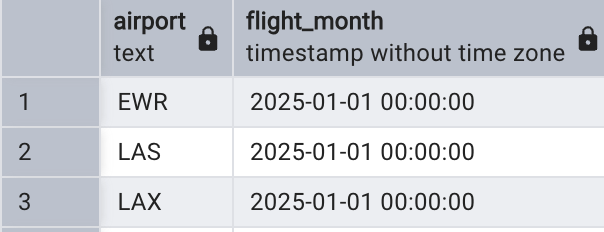 airport flight_month
text timestamp without time zone
1 EWR 2025-01-01 00:00:00
2 LAS 2025-01-01 00:00:00
3 LAX 2025-01-01 00:00:00